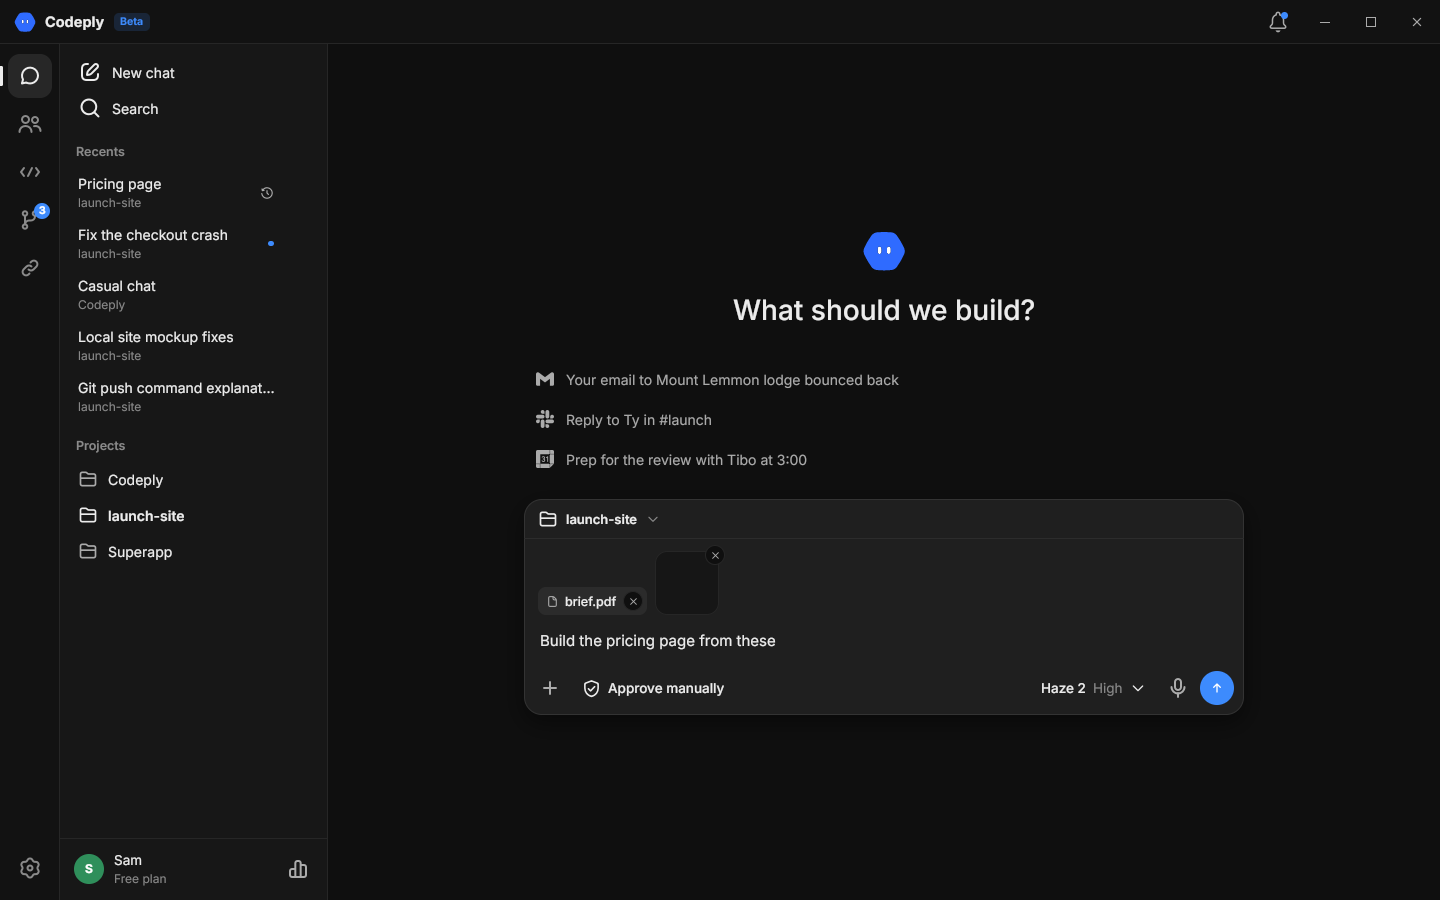 Codeply Beta
New chat
Search
Recents
Pricing page
launch-site
Fix the checkout crash
launch-site
Casual chat
Codeply
Local site mockup fixes
launch-site
Git push command explanat...
launch-site
Projects
Codeply
launch-site
Superapp
3
Sam
Free plan
S
What should we build?
Your email to Mount Lemmon lodge bounced back
Reply to Ty in #launch
31
Prep for the review with Tibo at 3:00
launch-site
brief.pdf
Build the pricing page from these
Approve manually
Haze 2 High